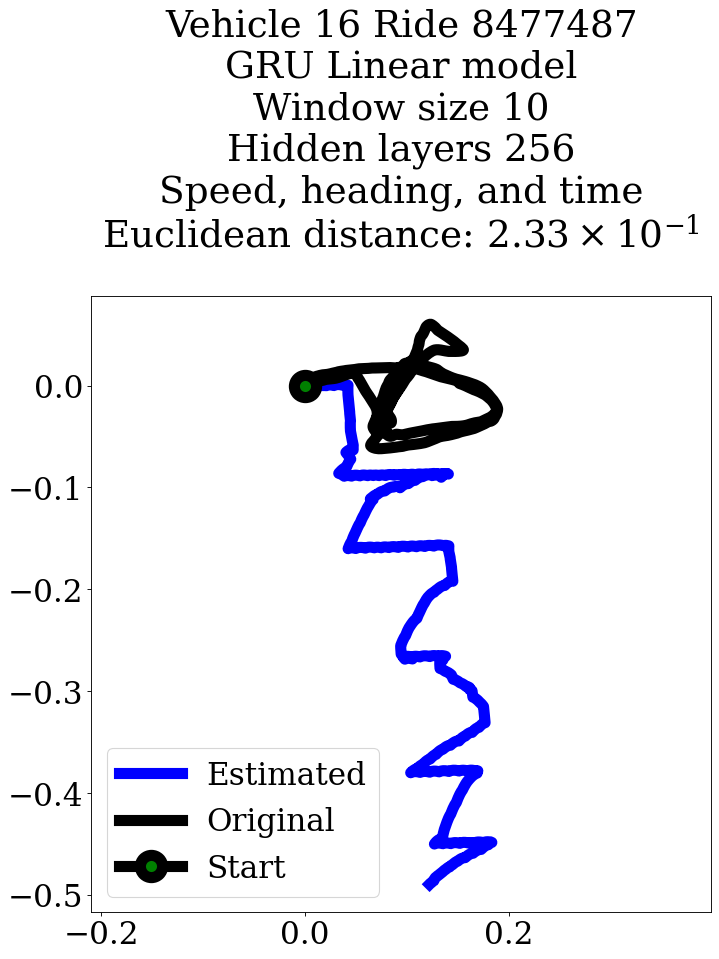 Vehicle 16 Ride 8477487
GRU Linear model
Window size 10
Hidden layers 256
Speed, heading, and time
Euclidean distance: 2.33 × 10⁻¹
0.0
−0.1
−0.2
−0.3
−0.4
−0.5
Estimated
Original
Start
−0.2 0.0 0.2